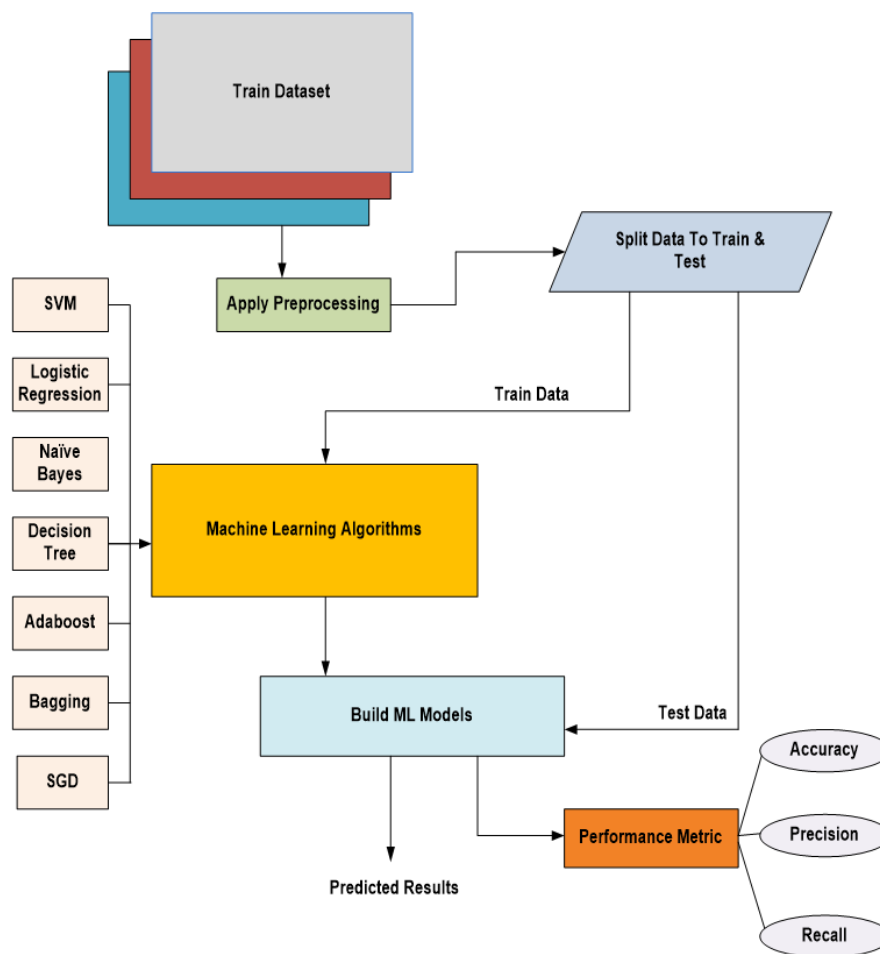 Train Dataset
Split Data To Train &
Test
Apply Preprocessing
SVM
Logistic
Regression
Train Data
Naïve
Bayes
Machine Learning Algorithms
Decision
Tree
Adaboost
Bagging
Build ML Models
Test Data
SGD
Accuracy
Performance Metric
Precision
Predicted Results
Recall